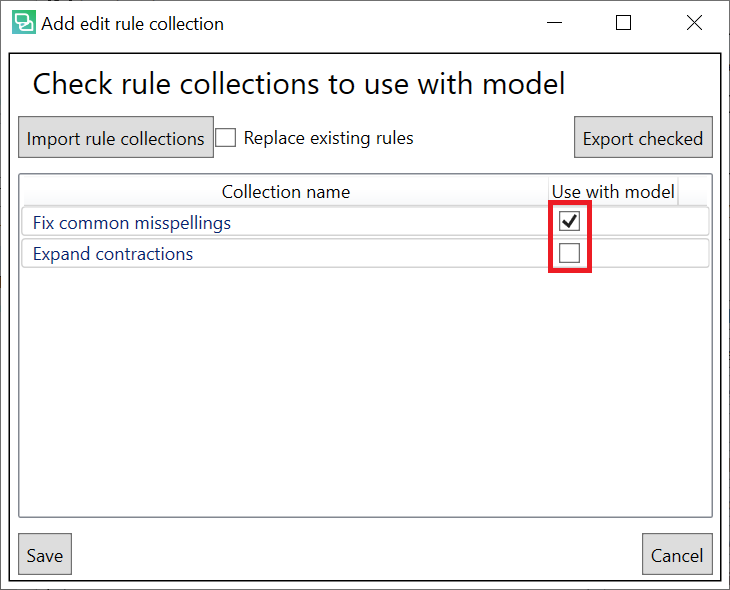 Add edit rule collection
Check rule collections to use with model
Import rule collections Replace existing rules Export checked
Collection name Use with model
Fix common misspellings
Expand contractions
Save Cancel